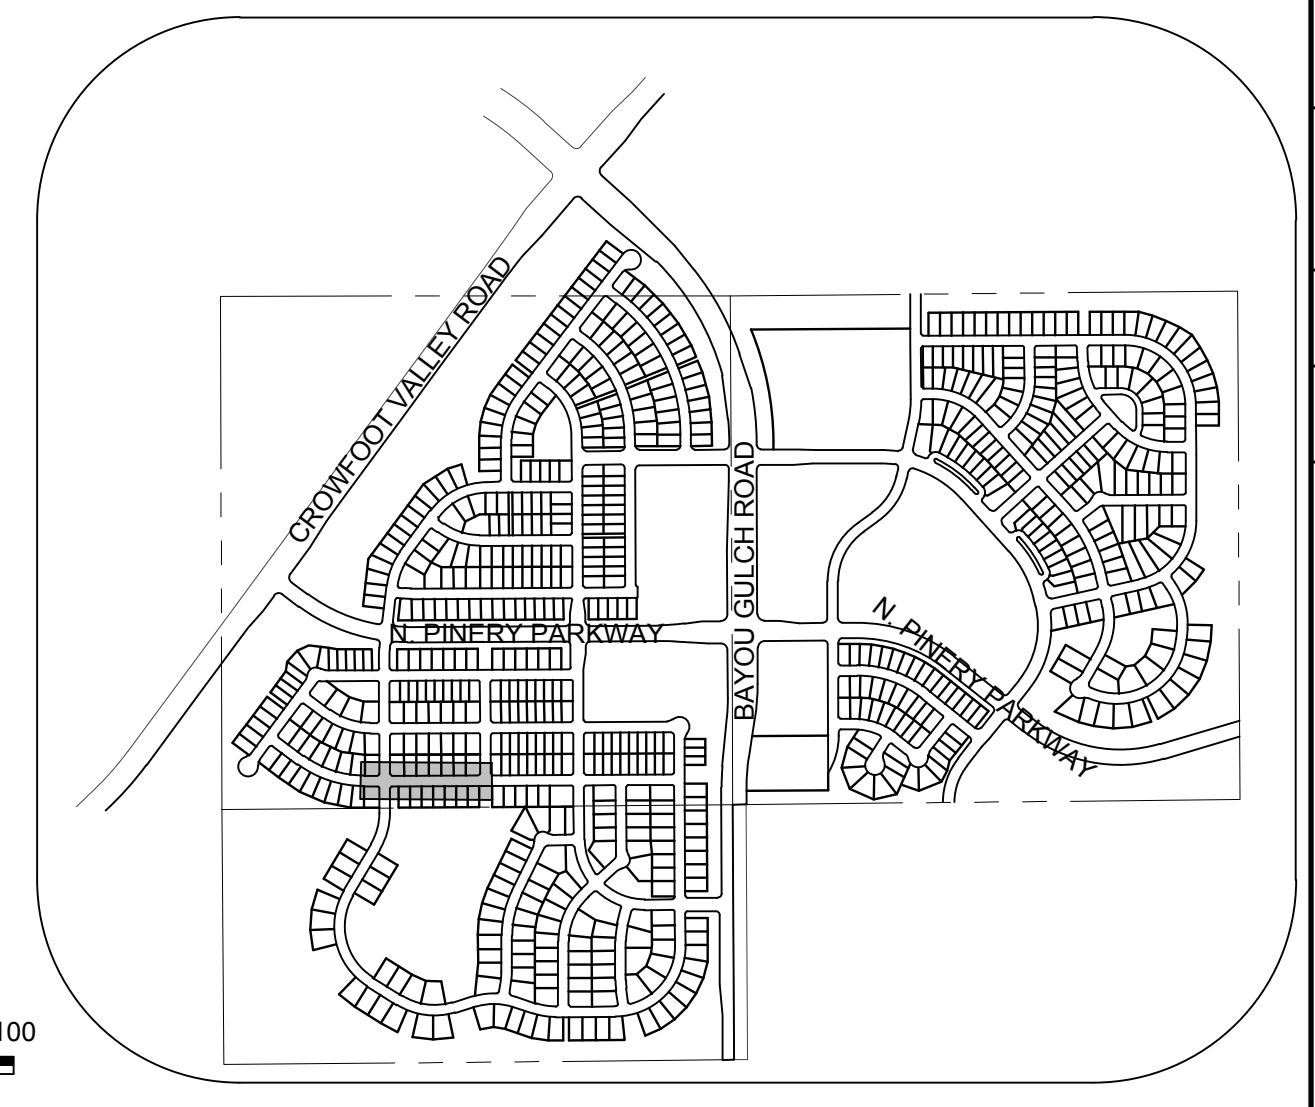 CROWFOOT VALLEY ROAD
BAYOU GULCH ROAD
N. PINERY PARKWAY
N. PINERY PARKWAY
100